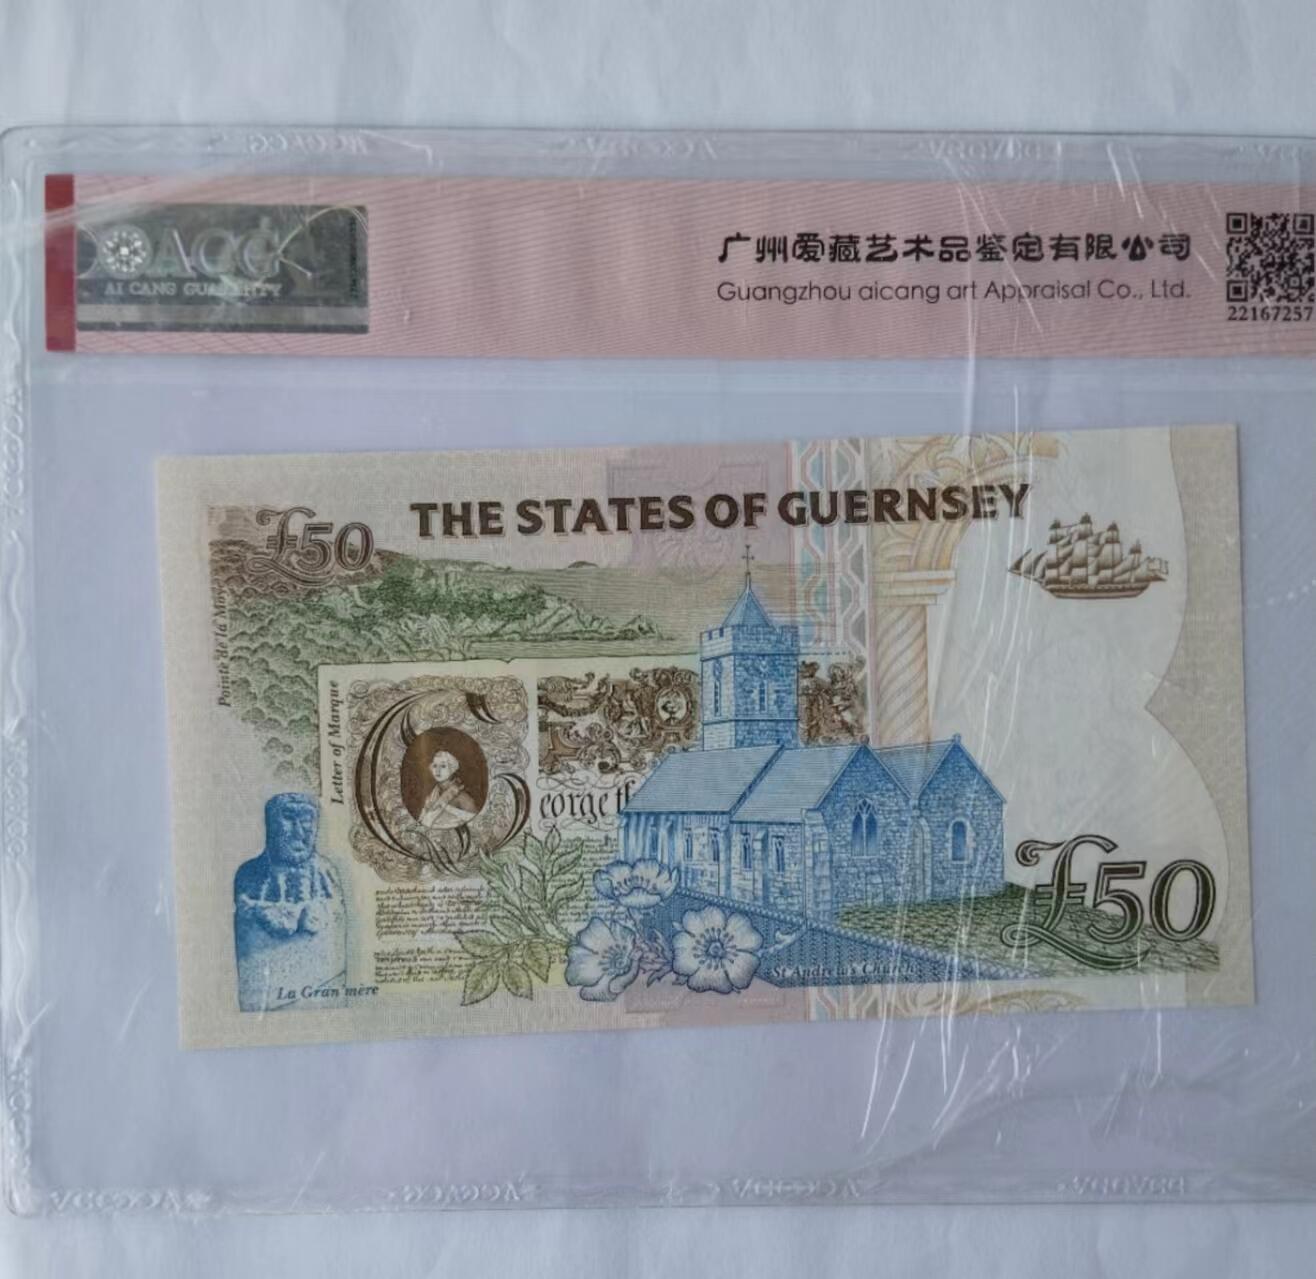 ACG
AI CANG GUARENTY
广州爱藏艺术品鉴定有限公司
Guangzhou aicang art Appraisal Co., Ltd.
22167257
£50
THE STATES OF GUERNSEY
Pointe de la Moye
Letter of Marque
George th
La Gran'mère
St Andrew's Church
£50